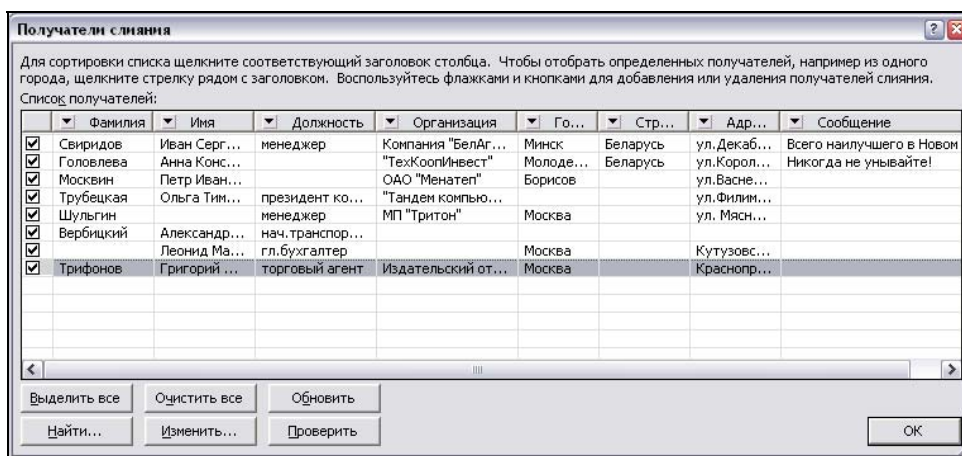 Получатели слияния
Для сортировки списка щелкните соответствующий заголовок столбца. Чтобы отобрать определенных получателей, например из одного
города, щелкните стрелку рядом с заголовком. Воспользуйтесь флажками и кнопками для добавления или удаления получателей слияния.
Список получателей:
Фамилия Имя Должность Организация Го... Стр... Адр... Сообщение
Свиридов Иван Серг... менеджер Компания "БелАг... Минск Беларусь ул.Декаб... Всего наилучшего в Новом
Головлева Анна Конс... "ТехКоопИнвест" Молоде... Беларусь ул.Корол... Никогда не унывайте!
Москвин Петр Иван... ОАО "Менатеп" Борисов ул.Васне...
Трубецкая Ольга Тим... президент ко... "Тандем компью... ул.Филим...
Шульгин менеджер МП "Тритон" Москва ул. Мясн...
Вербицкий Александр... нач.транспор...
Леонид Ма... гл.бухгалтер Москва Кутузовс...
Трифонов Григорий ... торговый агент Издательский от... Москва Краснопр...
Выделить все Очистить все Обновить
Найти... Изменить... Проверить OK